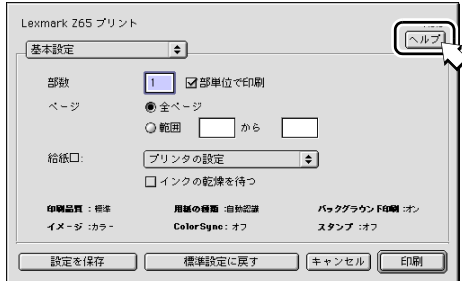 Lexmark Z65 プリント
ヘルプ
基本設定
部数 1 部単位で印刷
ページ 全ページ
範囲 から
給紙口: プリンタの設定
インクの乾燥を待つ
印刷品質 : 標準 用紙の種類 :自動認識 バックグラウンド印刷 :オン
イメージ :カラー ColorSync: オフ スタンプ :オフ
設定を保存 標準設定に戻す キャンセル 印刷